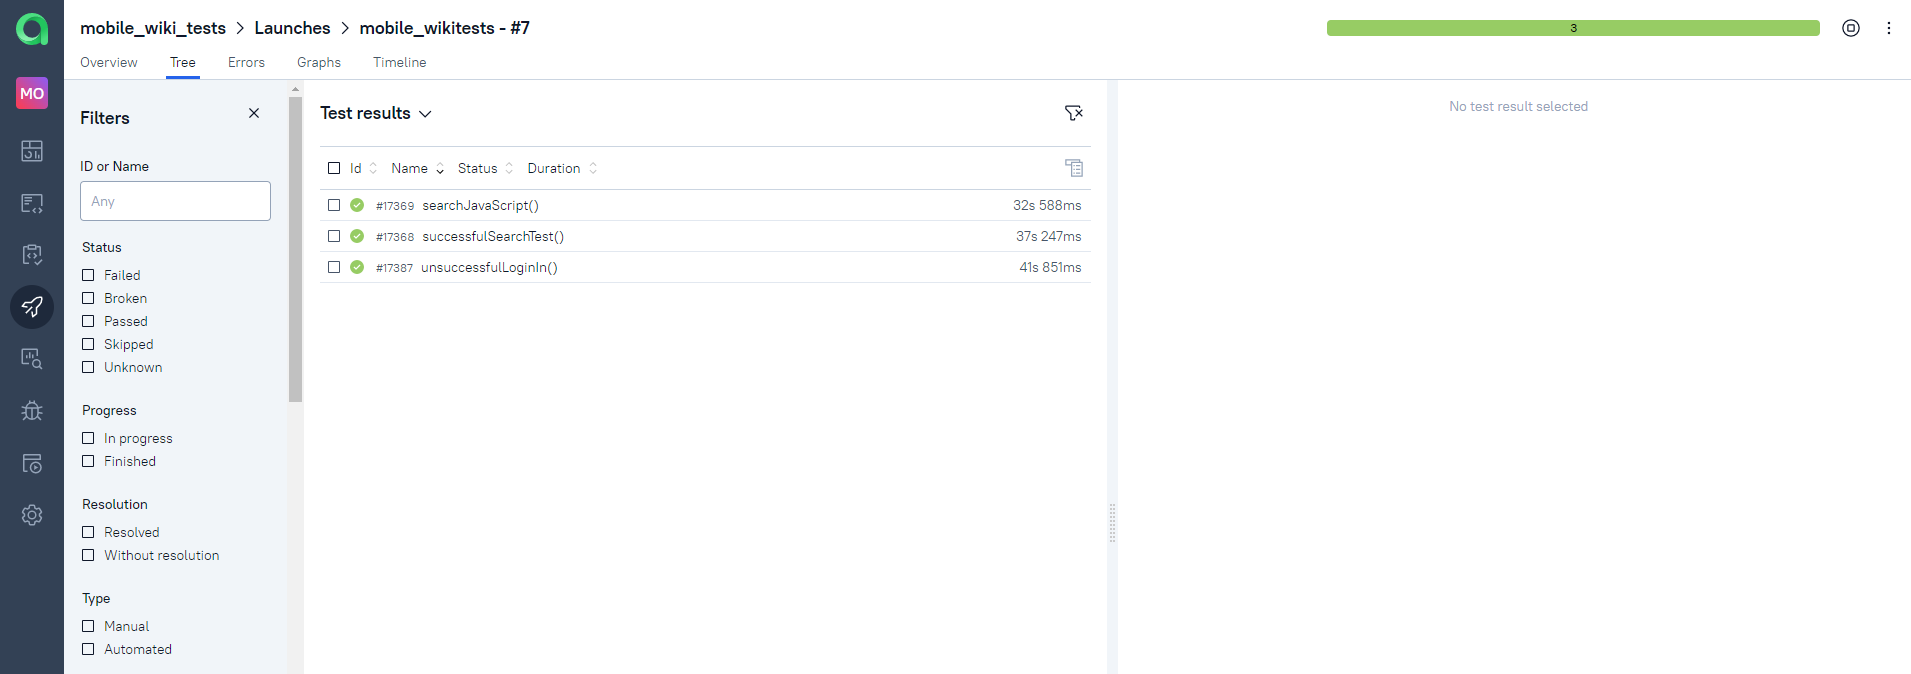 mobile_wiki_tests > Launches > mobile_wikitests - #7
3
Overview Tree Errors Graphs Timeline
MO
Filters
ID or Name
Any
Status
Failed
Broken
Passed
Skipped
Unknown
Progress
In progress
Finished
Resolution
Resolved
Without resolution
Type
Manual
Automated
Test results
Id Name Status Duration
#17369 searchJavaScript() 32s 588ms
#17368 successfulSearchTest() 37s 247ms
#17387 unsuccessfulLoginIn() 41s 851ms
No test result selected